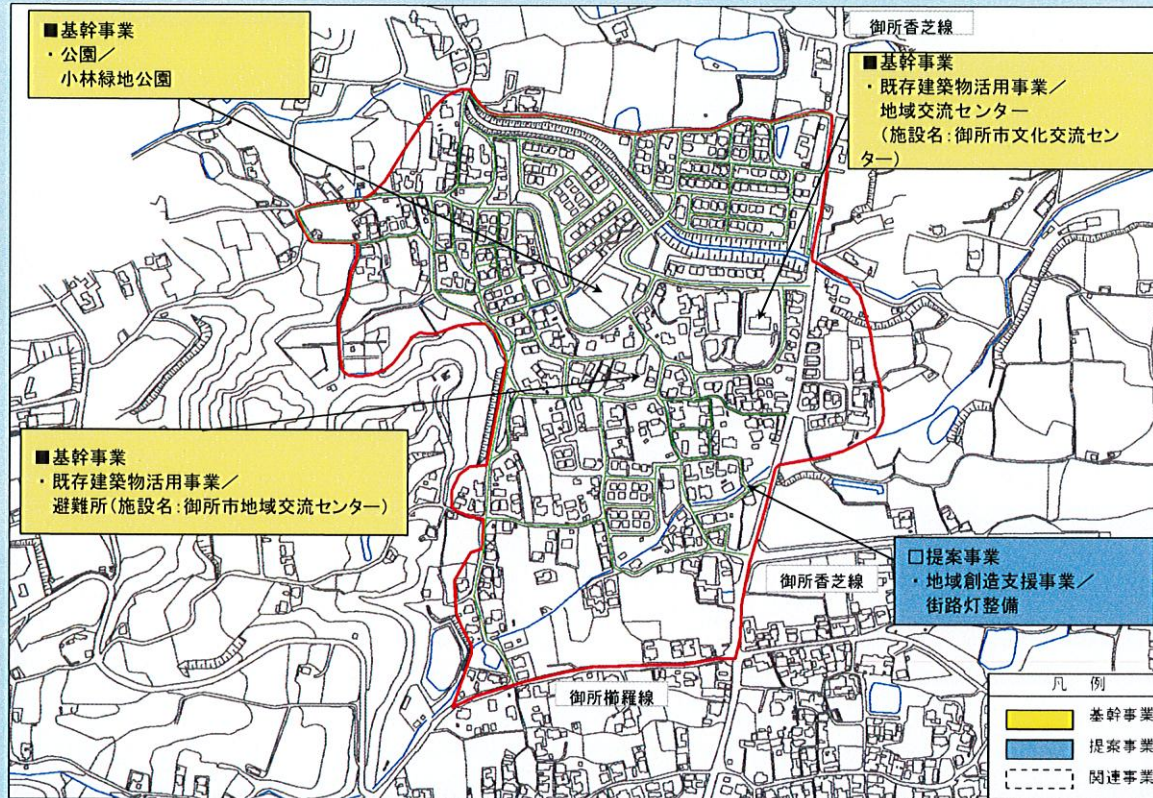 ■基幹事業
・公園／
小林緑地公園
御所香芝線
■基幹事業
・既存建築物活用事業／
地域交流センター
（施設名：御所市文化交流セン
ター）
■基幹事業
・既存建築物活用事業／
避難所（施設名：御所市地域交流センター）
□提案事業
・地域創造支援事業／
街路灯整備
御所香芝線
御所櫛羅線
凡 例
基幹事業
提案事業
関連事業